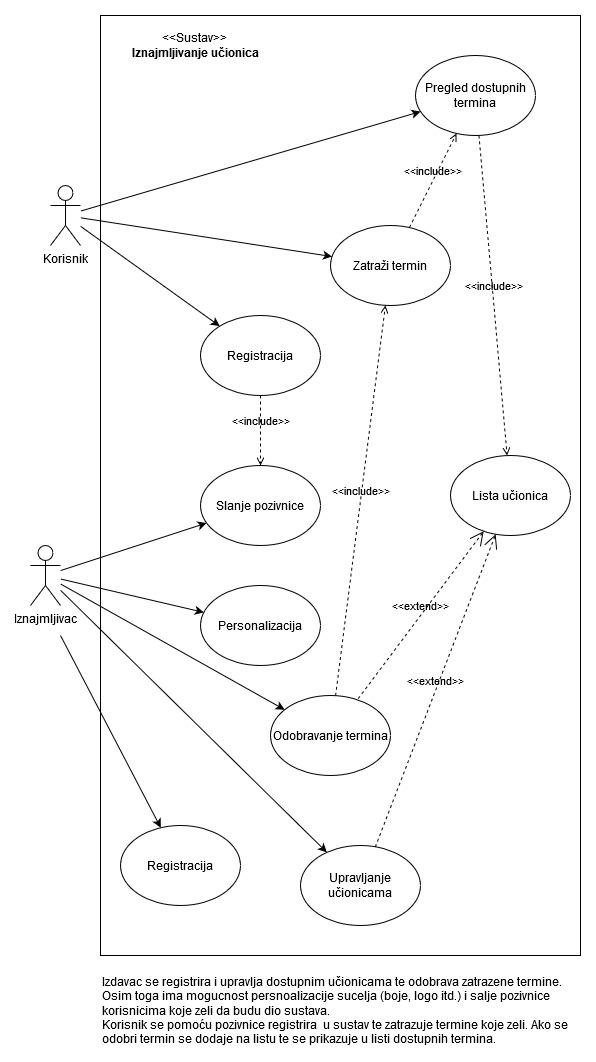 <<Sustav>>
Iznajmljivanje učionica
Pregled dostupnih
termina
<<include>>
Korisnik
Zatraži termin
<<include>>
Registracija
<<include>>
<<include>>
Lista učionica
Slanje pozivnice
Iznajmljivac
<<extend>>
Personalizacija
<<extend>>
Odobravanje termina
Registracija
Upravljanje
učionicama
Izdavac se registrira i upravlja dostupnim učionicama te odobrava zatrazene termine.
Osim toga ima mogucnost persnoalizacije sucelja (boje, logo itd.) i salje pozivnice
korisnicima koje zeli da budu dio sustava.
Korisnik se pomoću pozivnice registrira u sustav te zatrazuje termine koje zeli. Ako se
odobri termin se dodaje na listu te se prikazuje u listi dostupnih termina.